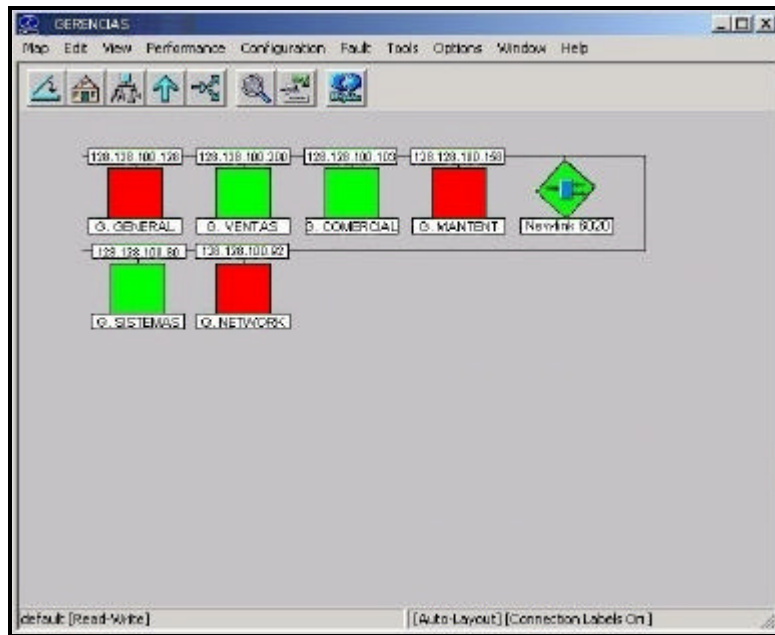 GERENCIAS
Map Edit View Performance Configuration Fault Tools Options Window Help
128.128.100.128 128.128.100.200 128.128.100.103 128.128.100.158
G. GENERAL G. VENTAS G. COMERCIAL G. MANTENT Newlink 6020
128.128.100.80 128.128.100.92
G. SISTEMAS G. NETWORK
default [Read-Write] [Auto-Layout] [Connection Labels On]